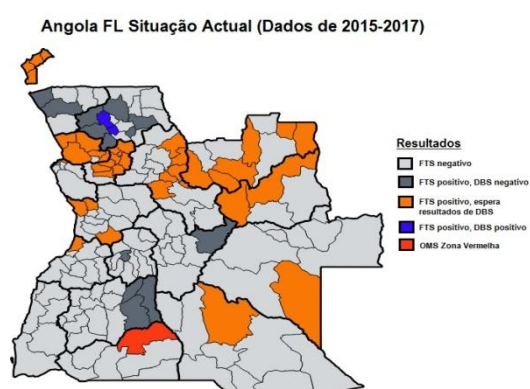 Angola FL Situação Actual (Dados de 2015-2017)
Resultados
FTS negativo
FTS positivo, DBS negativo
FTS positivo, espera
resultados de DBS
FTS positivo, DBS positivo
OMS Zona Vermelha